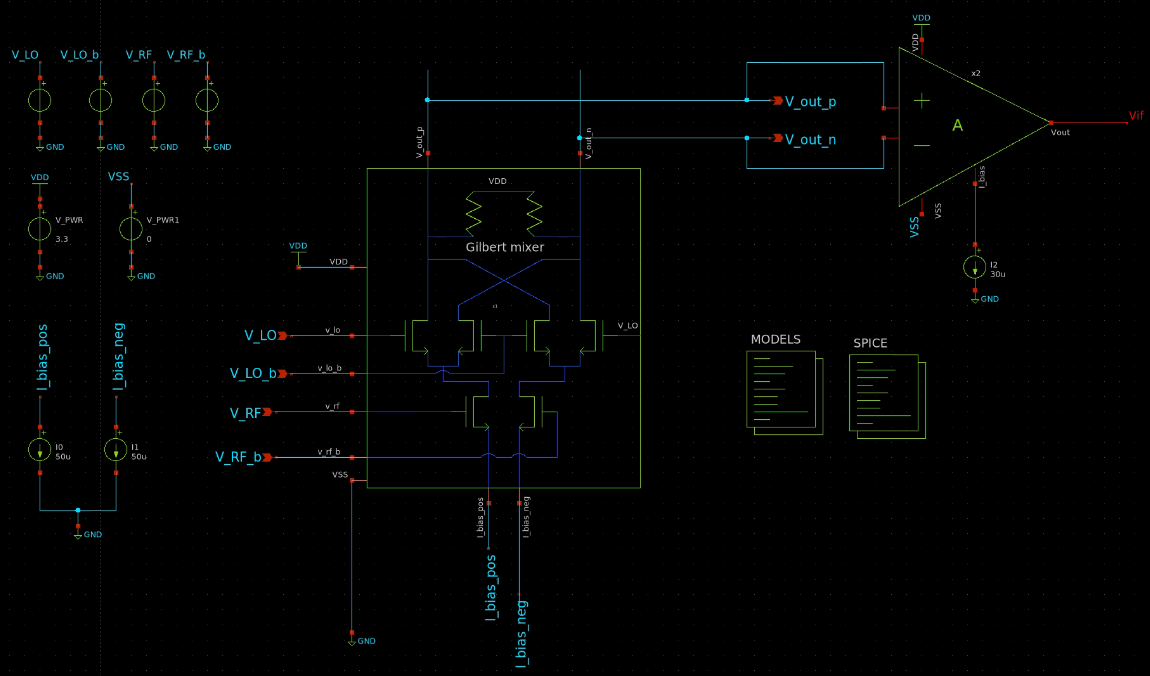 V_LO
V_LO_b
V_RF
V_RF_b
+
+
+
+
GND
GND
GND
GND
VDD
VSS
+
V_PWR
3.3
+
V_PWR1
0
GND
GND
I_bias_pos
I_bias_neg
+
I0
50u
+
I1
50u
GND
V_out_p
V_out_n
VDD
Gilbert mixer
VDD
VDD
V_LO
v_lo
V_LO
V_LO_b
v_lo_b
V_RF
v_rf
V_RF_b
v_rf_b
VSS
GND
I_bias_pos
I_bias_neg
I_bias_pos
I_bias_neg
V_out_p
V_out_n
VDD
VDD
x2
+
A
−
Vout
Vif
I_bias
VSS
VSS
+
I2
30u
GND
MODELS
SPICE